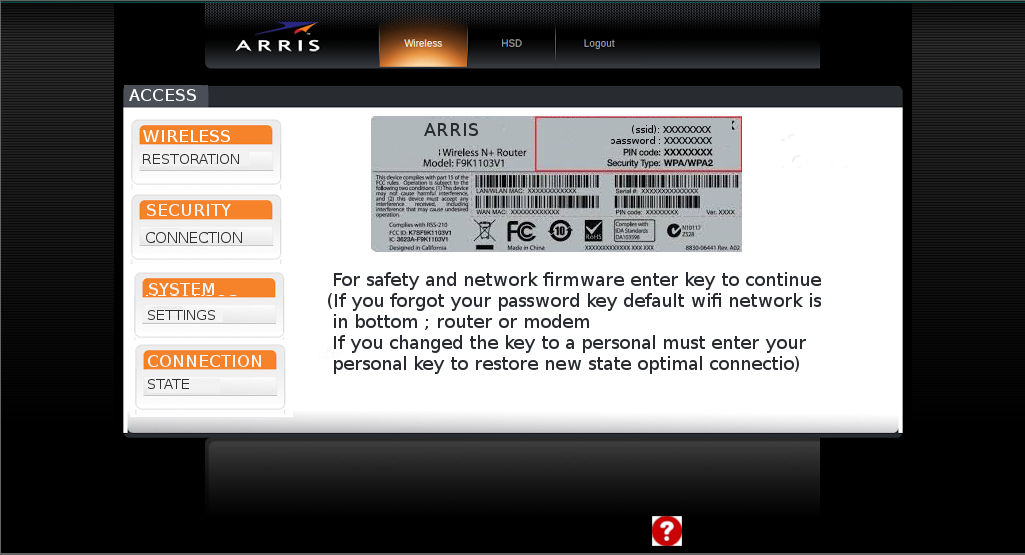 ARRIS
Wireless
HSD
Logout
ACCESS
WIRELESS
RESTORATION
SECURITY
CONNECTION
SYSTEM
SETTINGS
CONNECTION
STATE
ARRIS
Wireless N+ Router
Model: F9K1103V1
(ssid): XXXXXXXX
password : XXXXXXXX
PIN code: XXXXXXXX
Security Type: WPA/WPA2
This device complies with part 15 of the
FCC rules. Operation is subject to the
following two conditions: (1) This device
may not cause harmful interference,
and (2) this device must accept any
interference received, including
interference that may cause undesired
operation.
LAN/WLAN MAC: XXXXXXXXXXXX
Serial #: XXXXXXXXXXXXXX
WAN MAC: XXXXXXXXXXXX
PIN code: XXXXXXXX
Ver. XXXX
Complies with RSS-210
FCC ID: K7SF9K1103V1
IC: 3623A-F9K1103V1
Designed in California
FC
10
RoHS
Complies with
IDA Standards
DA103598
N10117
Z528
Made in China
XXXXXXXXXXXX XXX XXX
8830-06441 Rev. A02
For safety and network firmware enter key to continue
(If you forgot your password key default wifi network is
in bottom ; router or modem
If you changed the key to a personal must enter your
personal key to restore new state optimal connectio)
?